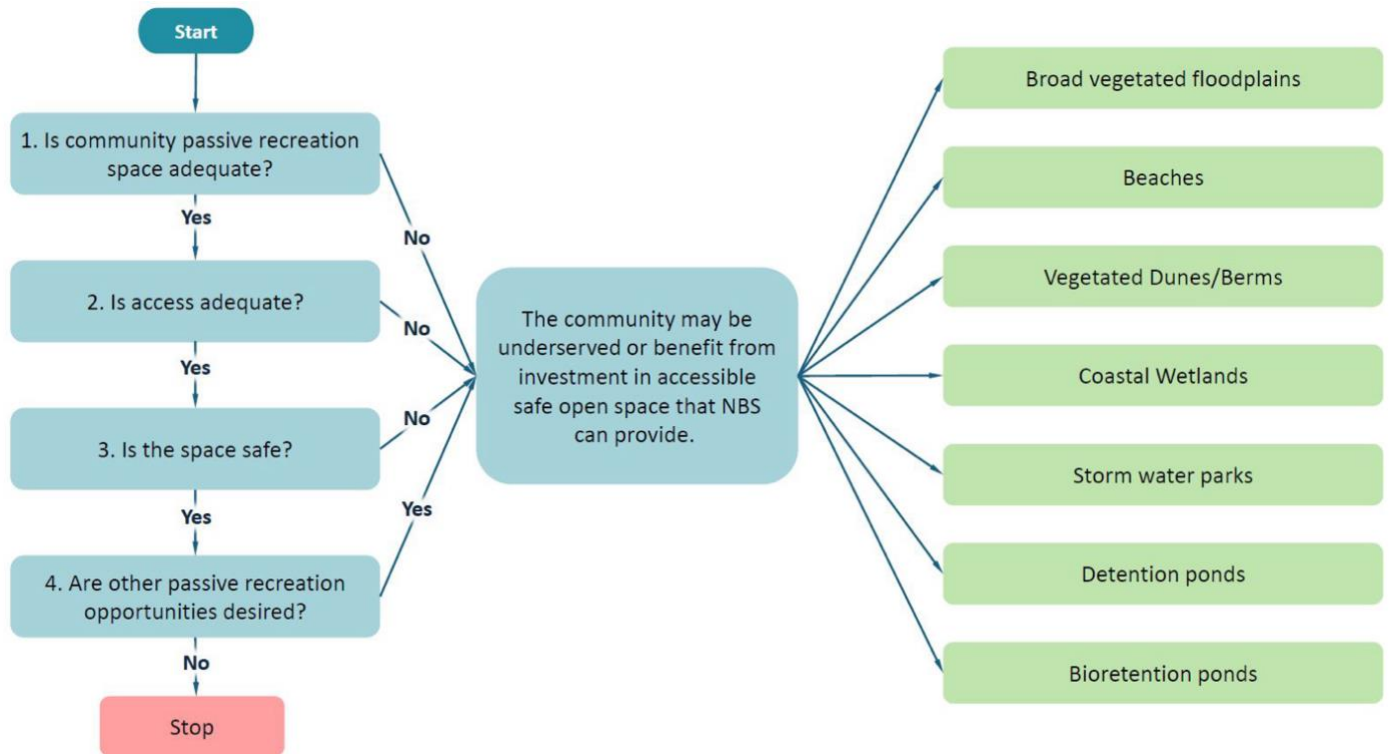 Start
1. Is community passive recreation
space adequate?
Yes
No
2. Is access adequate?
No
Yes
3. Is the space safe?
No
Yes
Yes
4. Are other passive recreation
opportunities desired?
No
Stop
The community may be
underserved or benefit from
investment in accessible
safe open space that NBS
can provide.
Broad vegetated floodplains
Beaches
Vegetated Dunes/Berms
Coastal Wetlands
Storm water parks
Detention ponds
Bioretention ponds